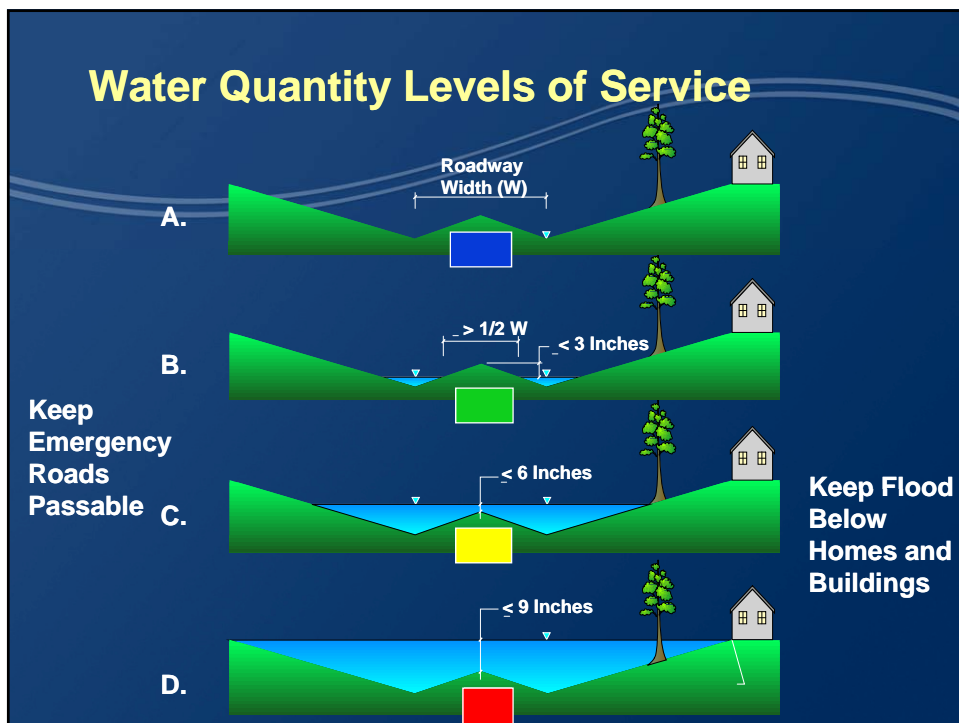 Water Quantity Levels of Service
Roadway
Width (W)
A.
_ > 1/2 W
_< 3 Inches
B.
Keep
Emergency
Roads
Passable
_< 6 Inches
C.
Keep Flood
Below
Homes and
Buildings
_< 9 Inches
D.